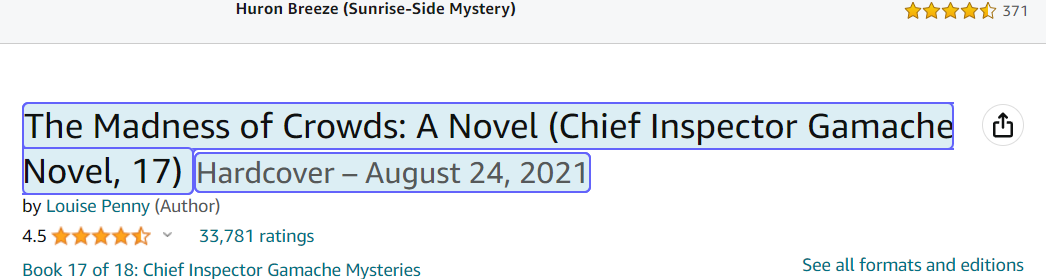 Huron Breeze (Sunrise-Side Mystery)
371
The Madness of Crowds: A Novel (Chief Inspector Gamache
Novel, 17) Hardcover – August 24, 2021
by Louise Penny (Author)
4.5 33,781 ratings
Book 17 of 18: Chief Inspector Gamache Mysteries
See all formats and editions